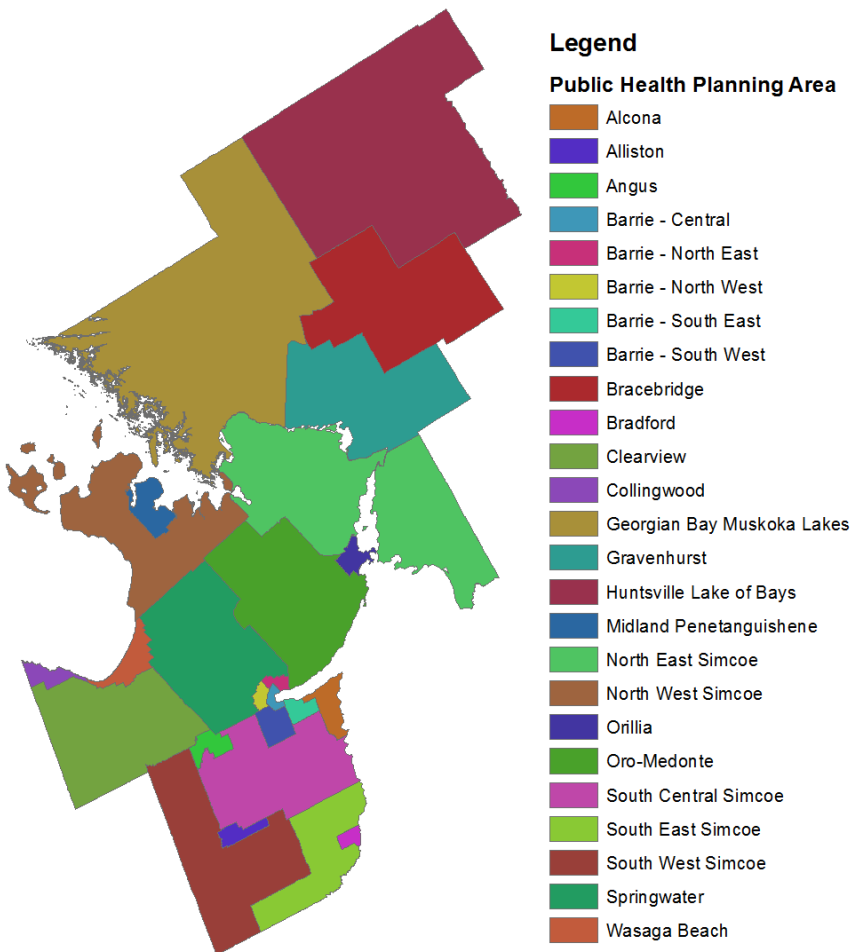 Legend
Public Health Planning Area
Alcona
Alliston
Angus
Barrie - Central
Barrie - North East
Barrie - North West
Barrie - South East
Barrie - South West
Bracebridge
Bradford
Clearview
Collingwood
Georgian Bay Muskoka Lakes
Gravenhurst
Huntsville Lake of Bays
Midland Penetanguishene
North East Simcoe
North West Simcoe
Orillia
Oro-Medonte
South Central Simcoe
South East Simcoe
South West Simcoe
Springwater
Wasaga Beach